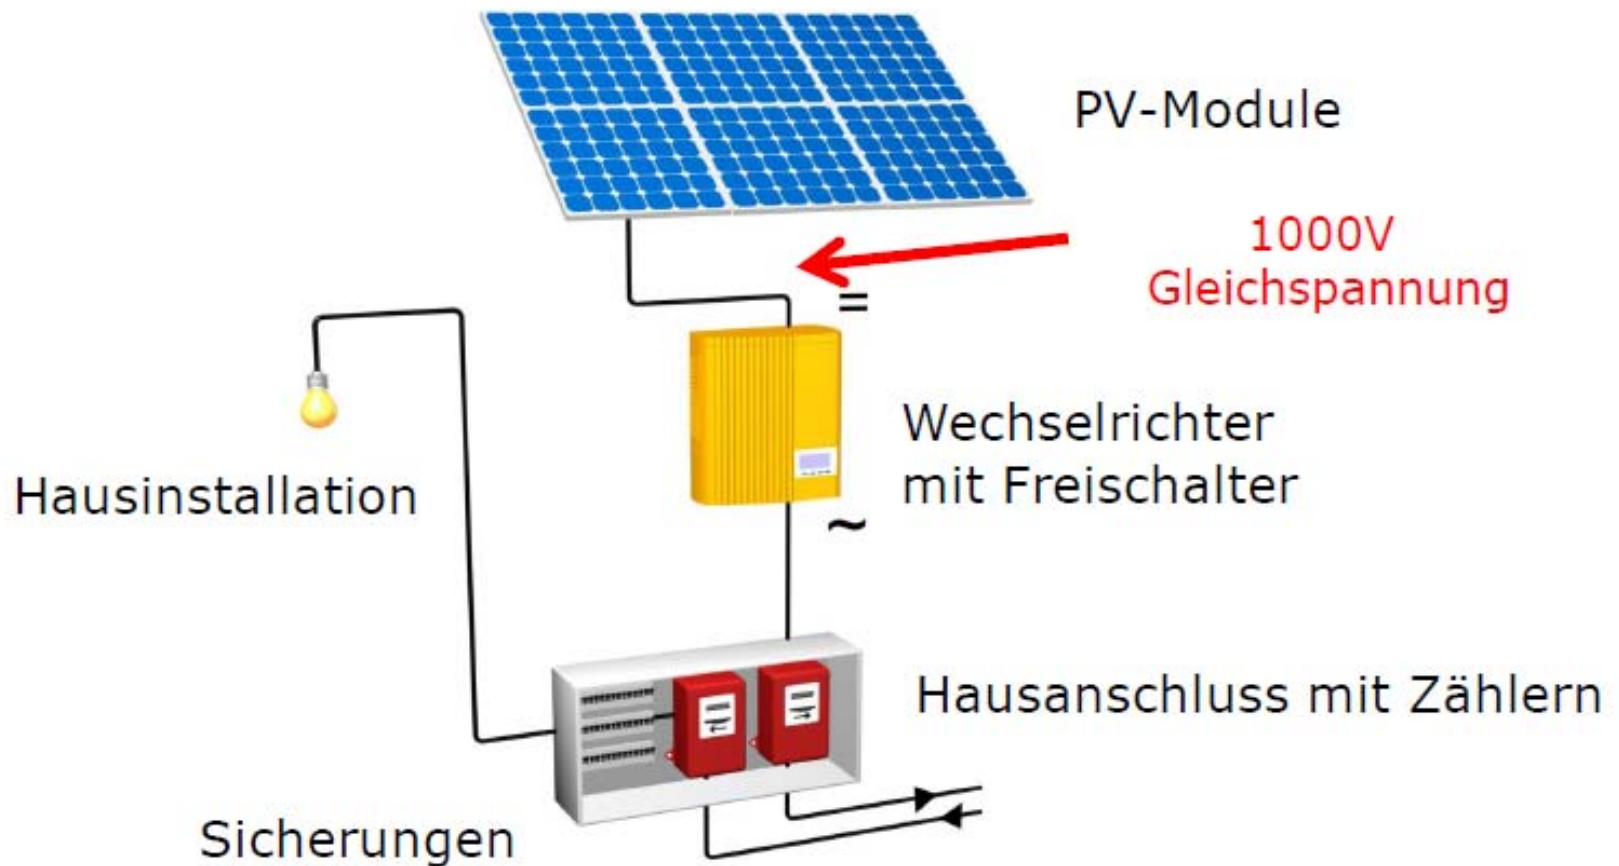 PV-Module
1000V
Gleichspannung
=
Wechselrichter
mit Freischalter
Hausinstallation
~
Hausanschluss mit Zählern
Sicherungen